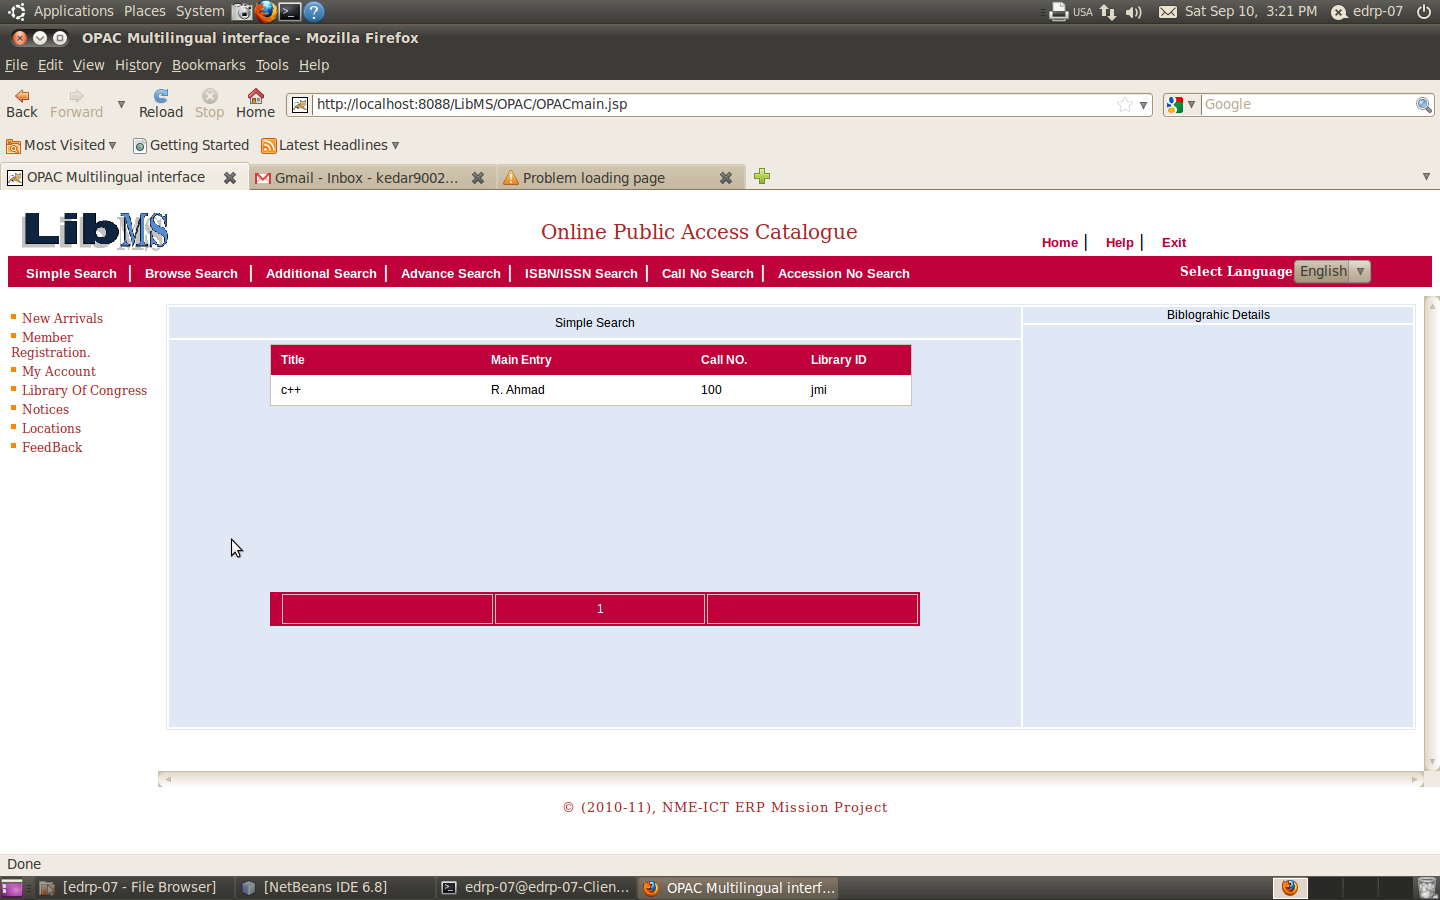 Applications Places System USA Sat Sep 10, 3:21 PM edrp-07
OPAC Multilingual interface - Mozilla Firefox
File Edit View History Bookmarks Tools Help
Back Forward Reload Stop Home http://localhost:8088/LibMS/OPAC/OPACmain.jsp Google
Most Visited Getting Started Latest Headlines
OPAC Multilingual interface Gmail - Inbox - kedar9002... Problem loading page
LibMS
Online Public Access Catalogue
Home Help Exit
Simple Search Browse Search Additional Search Advance Search ISBN/ISSN Search Call No Search Accession No Search Select Language English
New Arrivals
Member
Registration.
My Account
Library Of Congress
Notices
Locations
FeedBack
Simple Search
Title Main Entry Call NO. Library ID
c++ R. Ahmad 100 jmi
1
Biblograhic Details
© (2010-11), NME-ICT ERP Mission Project
Done
[edrp-07 - File Browser] [NetBeans IDE 6.8] edrp-07@edrp-07-Clien... OPAC Multilingual interf...